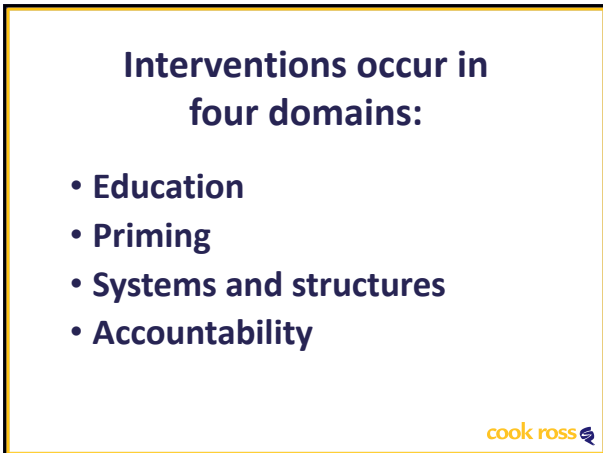 Interventions occur in
four domains:
• Education
• Priming
• Systems and structures
• Accountability
cook ross